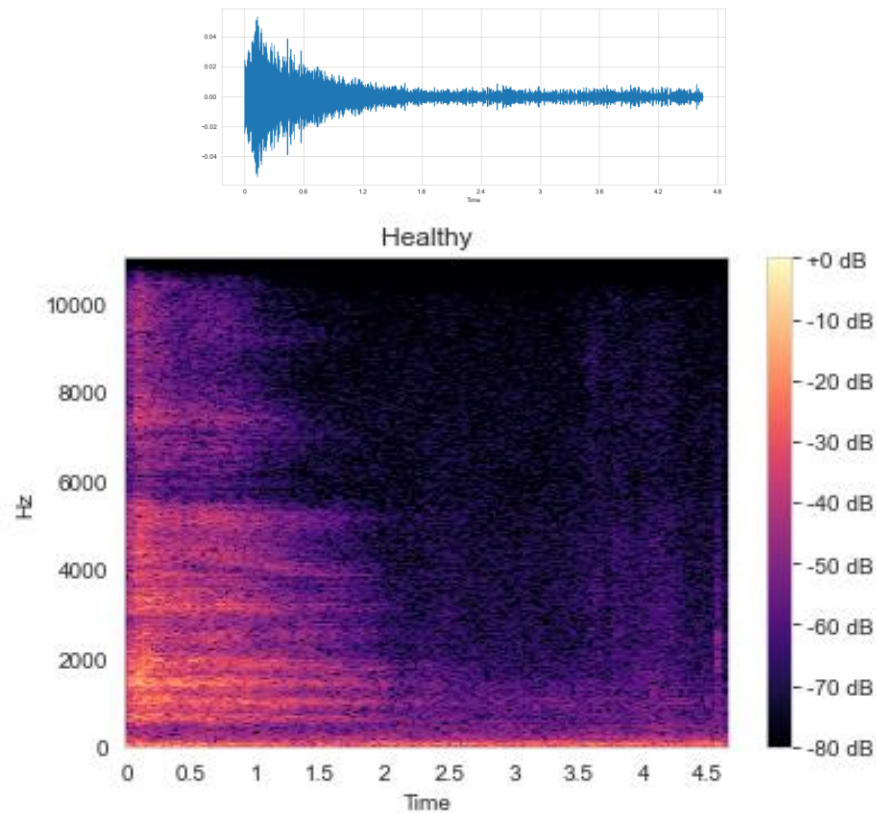 0.04
0.02
0.00
−0.02
−0.04
0 0.6 1.2 1.8 2.4 3 3.6 4.2 4.8
Time
Healthy
Hz
10000
8000
6000
4000
2000
0
0 0.5 1 1.5 2 2.5 3 3.5 4 4.5
Time
+0 dB
-10 dB
-20 dB
-30 dB
-40 dB
-50 dB
-60 dB
-70 dB
-80 dB